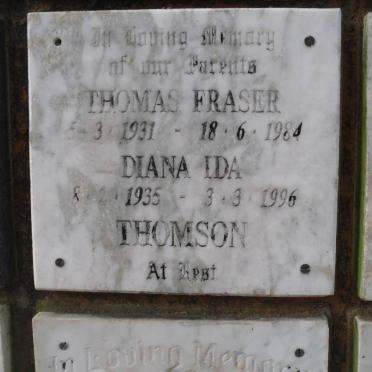 In Loving Memory
of our Parents
THOMAS FRASER
5·3·1931 - 18·6·1984
DIANA IDA
8·2·1935 - 3·3·1996
THOMSON
At Rest
In Loving Memory